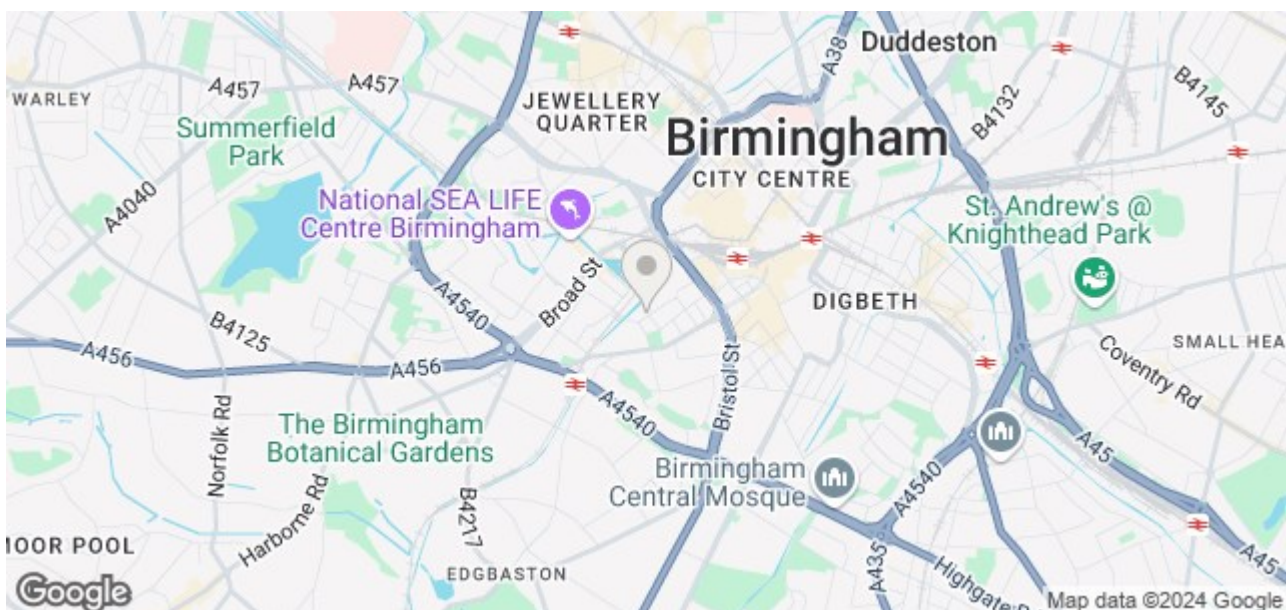 A38
Duddeston
A457
A457
JEWELLERY
QUARTER
B4132
B4145
WARLEY
Summerfield
Park
Birmingham
CITY CENTRE
A4040
National SEA LIFE
Centre Birmingham
St. Andrew's @
Knighthead Park
Broad St
A4540
DIGBETH
B4125
A456
A456
SMALL HEA
Coventry Rd
Bristol St
A4540
The Birmingham
Botanical Gardens
Norfolk Rd
Harborne Rd
B4217
Birmingham
Central Mosque
A4540
A45
MOOR POOL
EDGBASTON
A435
Highgate
A45
Google
Map data ©2024 Google